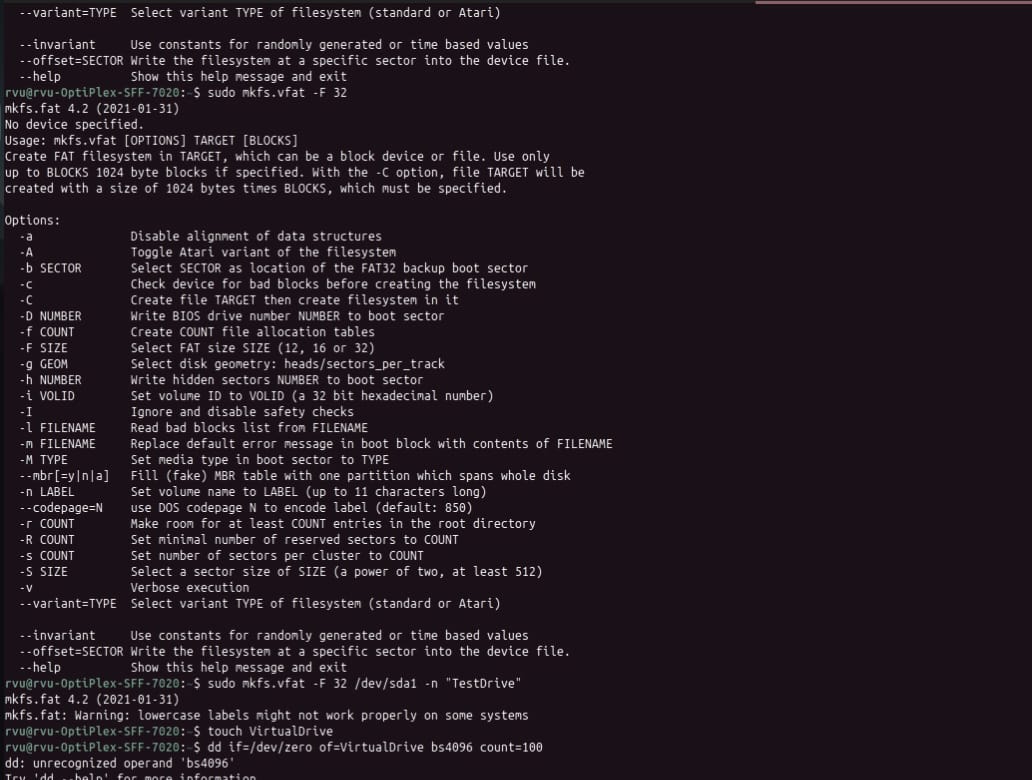 --variant=TYPE  Select variant TYPE of filesystem (standard or Atari)
--invariant     Use constants for randomly generated or time based values
--offset=SECTOR Write the filesystem at a specific sector into the device file.
--help          Show this help message and exit
rvu@rvu-OptiPlex-SFF-7020:~$ sudo mkfs.vfat -F 32
mkfs.fat 4.2 (2021-01-31)
No device specified.
Usage: mkfs.vfat [OPTIONS] TARGET [BLOCKS]
Create FAT filesystem in TARGET, which can be a block device or file. Use only
up to BLOCKS 1024 byte blocks if specified. With the -C option, file TARGET will be
created with a size of 1024 bytes times BLOCKS, which must be specified.
Options:
-a              Disable alignment of data structures
-A              Toggle Atari variant of the filesystem
-b SECTOR       Select SECTOR as location of the FAT32 backup boot sector
-c              Check device for bad blocks before creating the filesystem
-C              Create file TARGET then create filesystem in it
-D NUMBER       Write BIOS drive number NUMBER to boot sector
-f COUNT        Create COUNT file allocation tables
-F SIZE         Select FAT size SIZE (12, 16 or 32)
-g GEOM         Select disk geometry: heads/sectors_per_track
-h NUMBER       Write hidden sectors NUMBER to boot sector
-i VOLID        Set volume ID to VOLID (a 32 bit hexadecimal number)
-I              Ignore and disable safety checks
-l FILENAME     Read bad blocks list from FILENAME
-m FILENAME     Replace default error message in boot block with contents of FILENAME
-M TYPE         Set media type in boot sector to TYPE
--mbr[=y|n|a]   Fill (fake) MBR table with one partition which spans whole disk
-n LABEL        Set volume name to LABEL (up to 11 characters long)
--codepage=N    use DOS codepage N to encode label (default: 850)
-r COUNT        Make room for at least COUNT entries in the root directory
-R COUNT        Set minimal number of reserved sectors to COUNT
-s COUNT        Set number of sectors per cluster to COUNT
-S SIZE         Select a sector size of SIZE (a power of two, at least 512)
-v              Verbose execution
--variant=TYPE  Select variant TYPE of filesystem (standard or Atari)
--invariant     Use constants for randomly generated or time based values
--offset=SECTOR Write the filesystem at a specific sector into the device file.
--help          Show this help message and exit
rvu@rvu-OptiPlex-SFF-7020:~$ sudo mkfs.vfat -F 32 /dev/sda1 -n "TestDrive"
mkfs.fat 4.2 (2021-01-31)
mkfs.fat: Warning: lowercase labels might not work properly on some systems
rvu@rvu-OptiPlex-SFF-7020:~$ touch VirtualDrive
rvu@rvu-OptiPlex-SFF-7020:~$ dd if=/dev/zero of=VirtualDrive bs4096 count=100
dd: unrecognized operand 'bs4096'
Try 'dd --help' for more information.